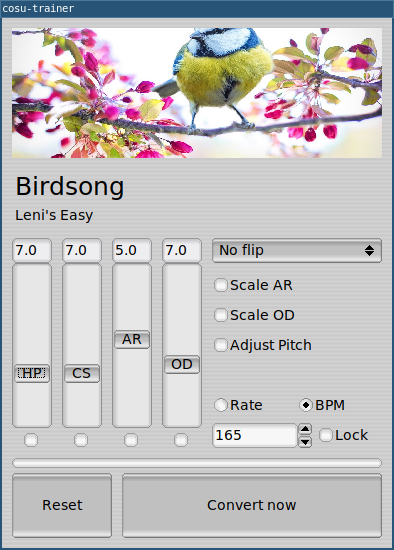 cosu-trainer
Birdsong
Leni's Easy
7.0 7.0 5.0 7.0 No flip
Scale AR
Scale OD
Adjust Pitch
AR
OD
HP CS
Rate BPM
165 Lock
Reset Convert now